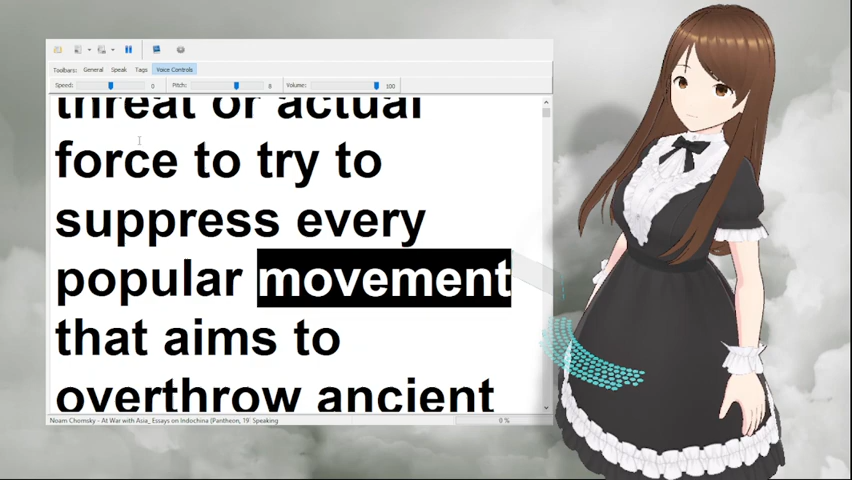 Toolbars: General Speak Tags Voice Controls
Speed: 0 Pitch: 8 Volume: 100
threat or actual
force to try to
suppress every
popular movement
that aims to
overthrow ancient
Noam Chomsky - At War with Asia_ Essays on Indochina (Pantheon, 19 Speaking 0 %